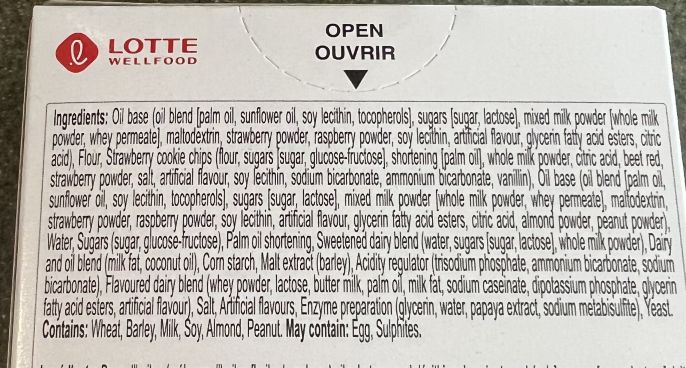 LOTTE
WELLFOOD
OPEN
OUVRIR
Ingredients: Oil base (oil blend [palm oil, sunflower oil, soy lecithin, tocopherols], sugars [sugar, lactose], mixed milk powder [whole milk
powder, whey permeate], maltodextrin, strawberry powder, raspberry powder, soy lecithin, artificial flavour, glycerin fatty acid esters, citric
acid), Flour, Strawberry cookie chips (flour, sugars [sugar, glucose-fructose], shortening [palm oil], whole milk powder, citric acid, beet red,
strawberry powder, salt, artificial flavour, soy lecithin, sodium bicarbonate, ammonium bicarbonate, vanillin), Oil base (oil blend [palm oil,
sunflower oil, soy lecithin, tocopherols], sugars [sugar, lactose], mixed milk powder [whole milk powder, whey permeate], maltodextrin,
strawberry powder, raspberry powder, soy lecithin, artificial flavour, glycerin fatty acid esters, citric acid, almond powder, peanut powder),
Water, Sugars (sugar, glucose-fructose), Palm oil shortening, Sweetened dairy blend (water, sugars [sugar, lactose], whole milk powder), Dairy
and oil blend (milk fat, coconut oil), Corn starch, Malt extract (barley), Acidity regulator (trisodium phosphate, ammonium bicarbonate, sodium
bicarbonate), Flavoured dairy blend (whey powder, lactose, butter milk, palm oil, milk fat, sodium caseinate, dipotassium phosphate, glycerin
fatty acid esters, artificial flavour), Salt, Artificial flavours, Enzyme preparation (glycerin, water, papaya extract, sodium metabisulfite), Yeast.
Contains: Wheat, Barley, Milk, Soy, Almond, Peanut. May contain: Egg, Sulphites.